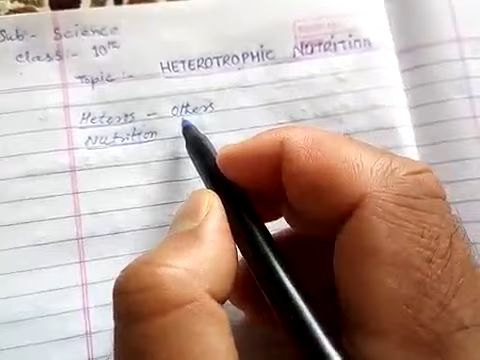 Sub:- Science
Class:- 10th
Topic:- HETEROTROPHIC NUTRITION
Heteros - Others
Nutrition